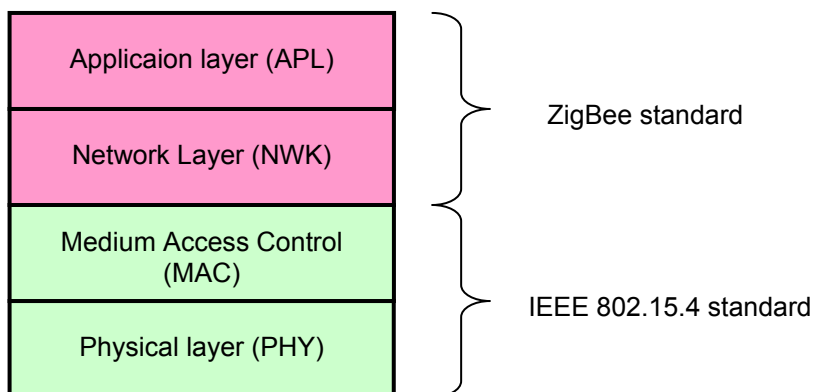 Applicaion layer (APL)
ZigBee standard
Network Layer (NWK)
Medium Access Control
(MAC)
IEEE 802.15.4 standard
Physical layer (PHY)